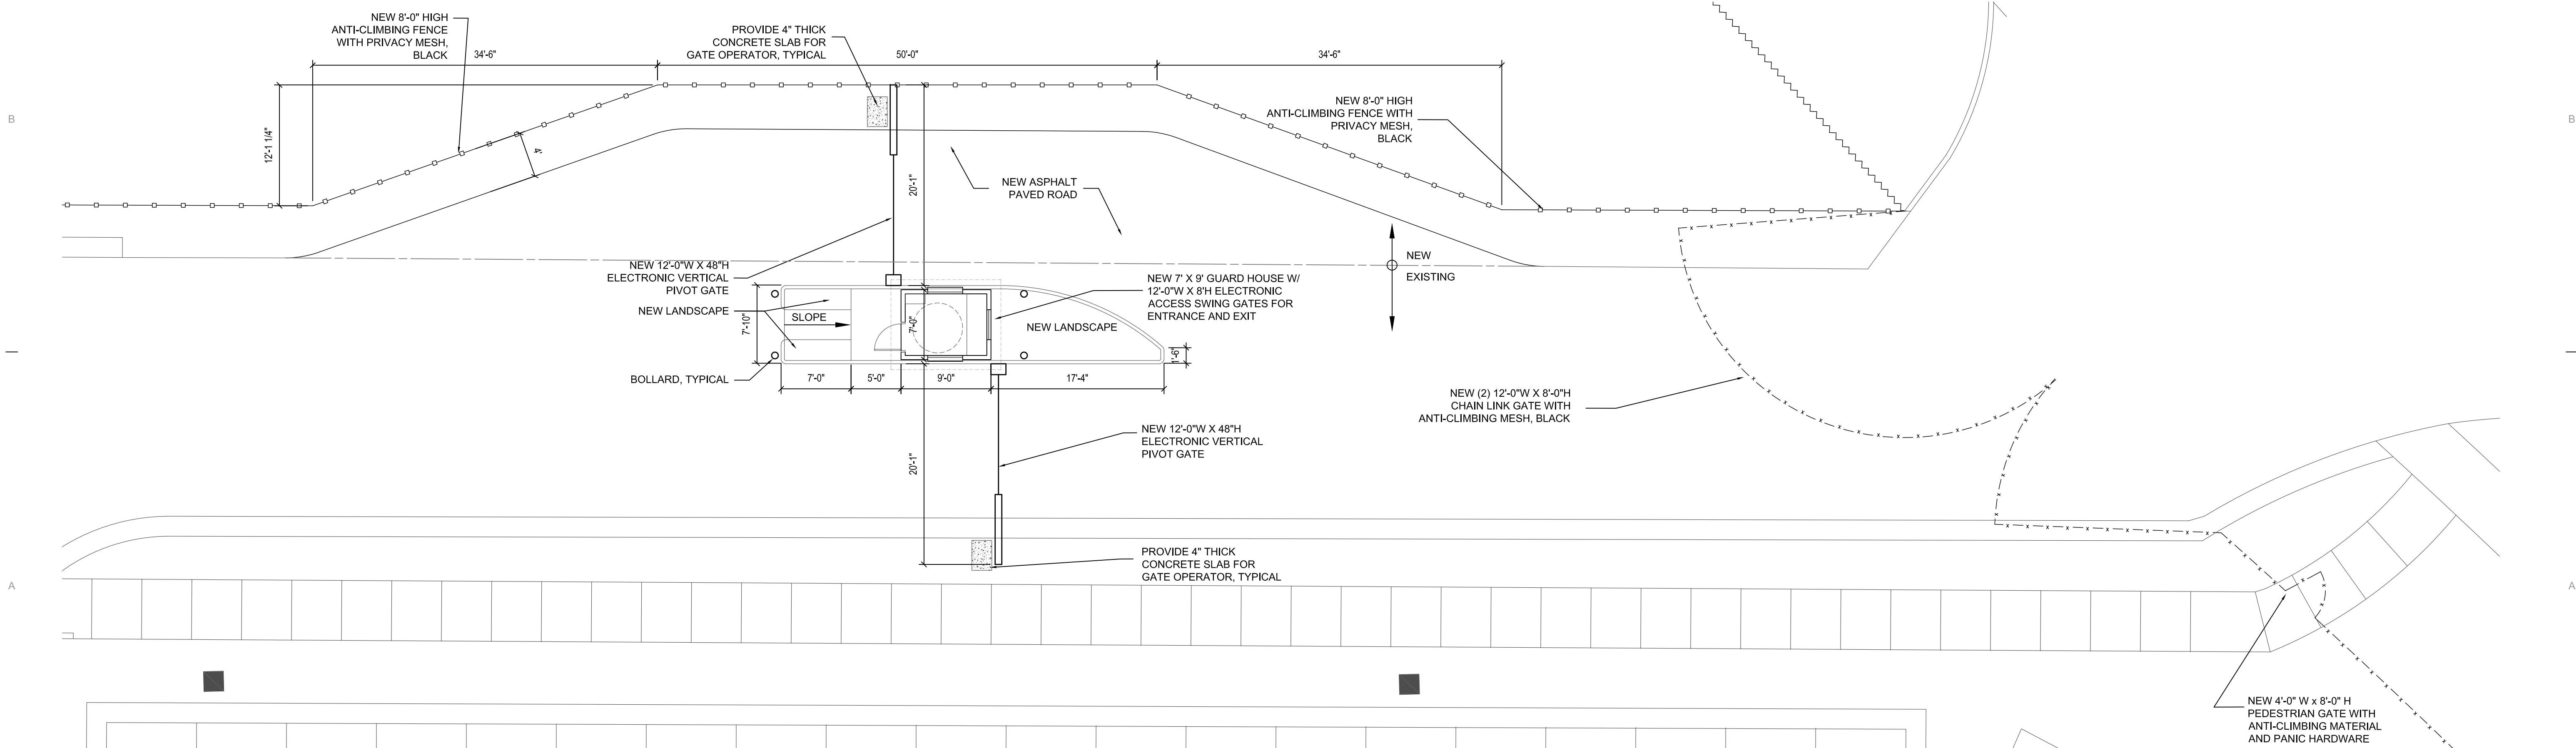 NEW 8'-0" HIGH
ANTI-CLIMBING FENCE
WITH PRIVACY MESH,
BLACK
34'-6"
PROVIDE 4" THICK
CONCRETE SLAB FOR
GATE OPERATOR, TYPICAL
50'-0"
34'-6"
NEW 8'-0" HIGH
ANTI-CLIMBING FENCE WITH
PRIVACY MESH,
BLACK
B
B
12'-1 1/4"
4'
20'-1"
NEW ASPHALT
PAVED ROAD
NEW
EXISTING
NEW 12'-0"W X 48"H
ELECTRONIC VERTICAL
PIVOT GATE
NEW LANDSCAPE
SLOPE
7'-10"
7'-0"
NEW 7' X 9' GUARD HOUSE W/
12'-0"W X 8'H ELECTRONIC
ACCESS SWING GATES FOR
ENTRANCE AND EXIT
NEW LANDSCAPE
1'-6"
BOLLARD, TYPICAL
7'-0"
5'-0"
9'-0"
17'-4"
NEW (2) 12'-0"W X 8'-0"H
CHAIN LINK GATE WITH
ANTI-CLIMBING MESH, BLACK
NEW 12'-0"W X 48"H
ELECTRONIC VERTICAL
PIVOT GATE
20'-1"
PROVIDE 4" THICK
CONCRETE SLAB FOR
GATE OPERATOR, TYPICAL
A
A
NEW 4'-0" W x 8'-0" H
PEDESTRIAN GATE WITH
ANTI-CLIMBING MATERIAL
AND PANIC HARDWARE